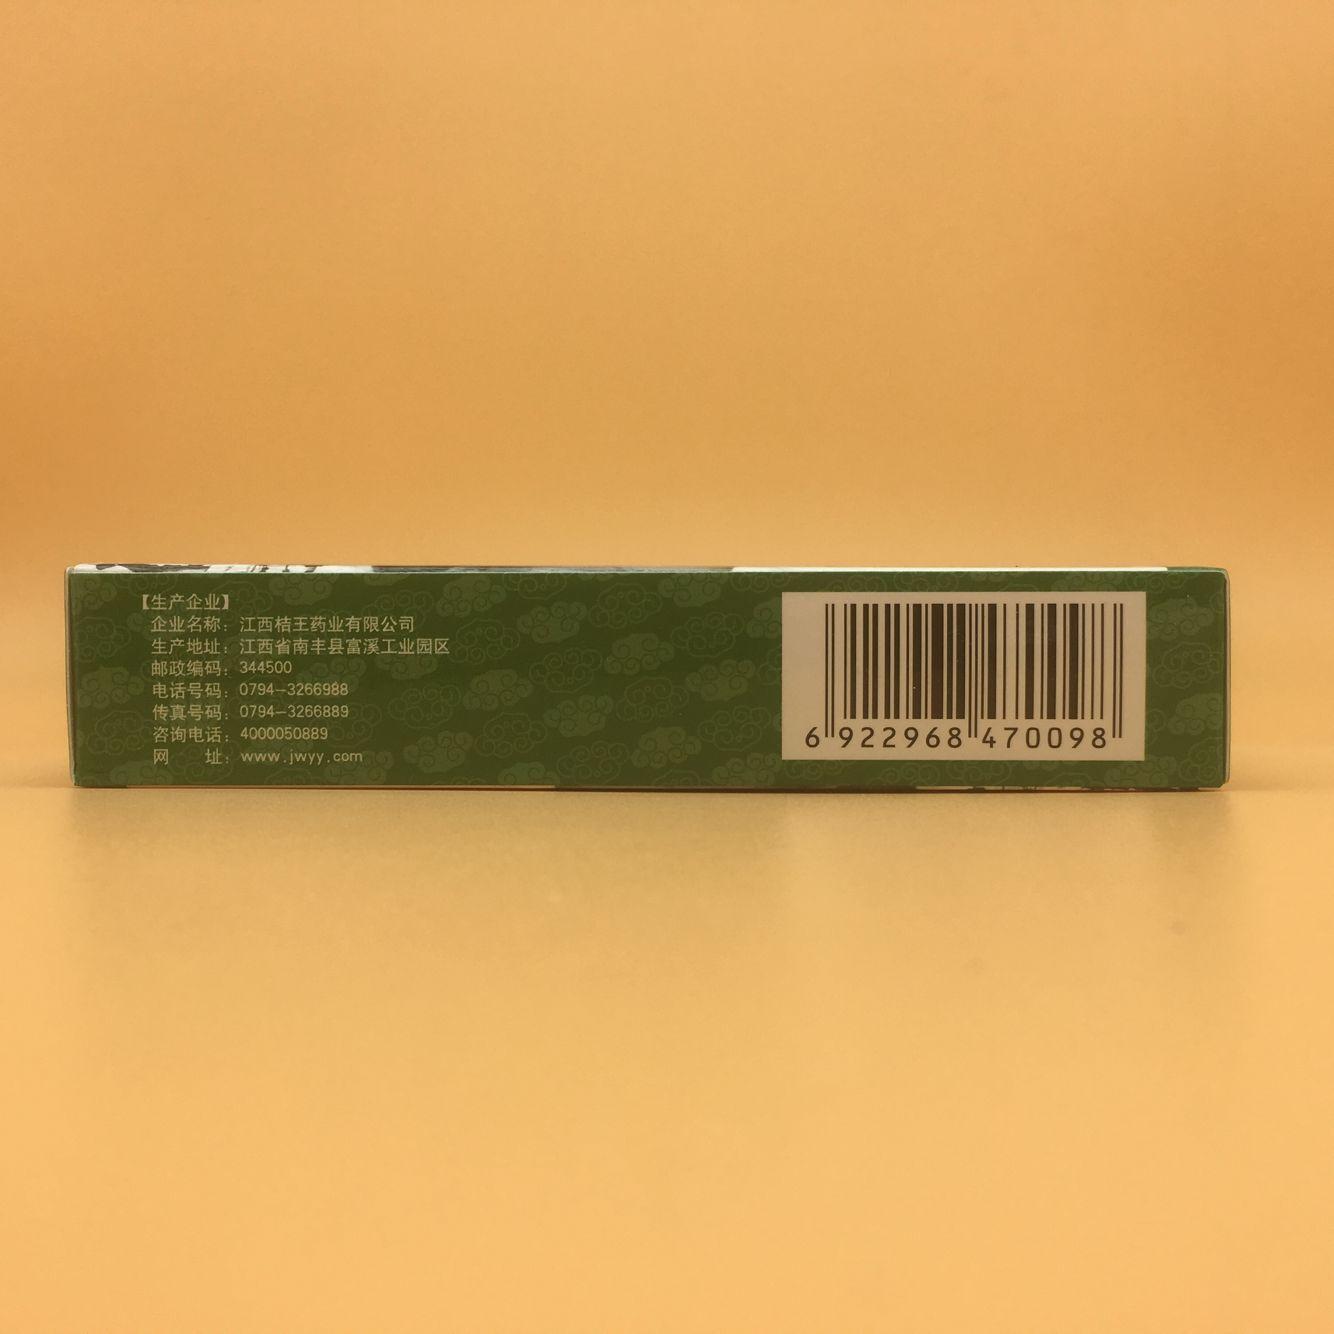 【生产企业】
企业名称：江西桔王药业有限公司
生产地址：江西省南丰县富溪工业园区
邮政编码：344500
电话号码：0794-3266988
传真号码：0794-3266889
咨询电话：4000050889
网　　址：www.jwyy.com
6 922968 470098